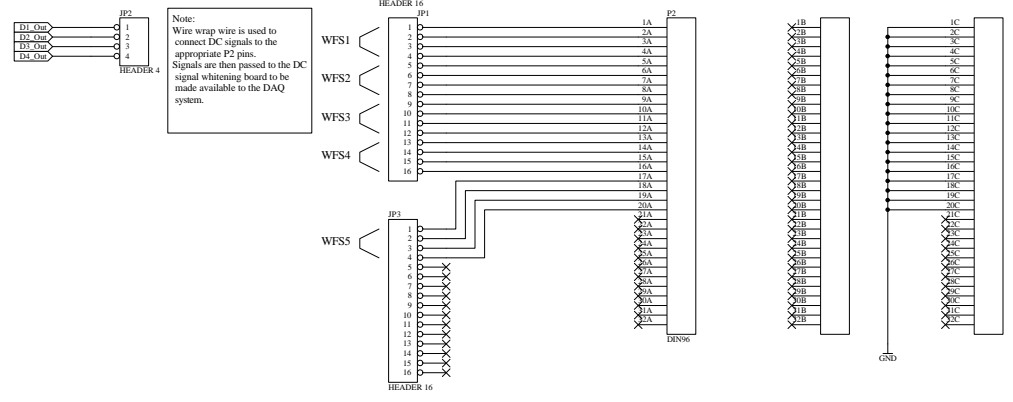 HEADER 16
JP2
JP1
P2
D1_Out
D2_Out
D3_Out
D4_Out
1
2
3
4
HEADER 4
Note:
Wire wrap wire is used to
connect DC signals to the
appropriate P2 pins.
Signals are then passed to the DC
signal whitening board to be
made available to the DAQ
system.
WFS1
WFS2
WFS3
WFS4
1
2
3
4
5
6
7
8
9
10
11
12
13
14
15
16
1A
2A
3A
4A
5A
6A
7A
8A
9A
10A
11A
12A
13A
14A
15A
16A
17A
18A
19A
20A
21A
22A
23A
24A
25A
26A
27A
28A
29A
30A
31A
32A
DIN96
JP3
WFS5
1
2
3
4
5
6
7
8
9
10
11
12
13
14
15
16
HEADER 16
1B
2B
3B
4B
5B
6B
7B
8B
9B
10B
11B
12B
13B
14B
15B
16B
17B
18B
19B
20B
21B
22B
23B
24B
25B
26B
27B
28B
29B
30B
31B
32B
1C
2C
3C
4C
5C
6C
7C
8C
9C
10C
11C
12C
13C
14C
15C
16C
17C
18C
19C
20C
21C
22C
23C
24C
25C
26C
27C
28C
29C
30C
31C
32C
GND